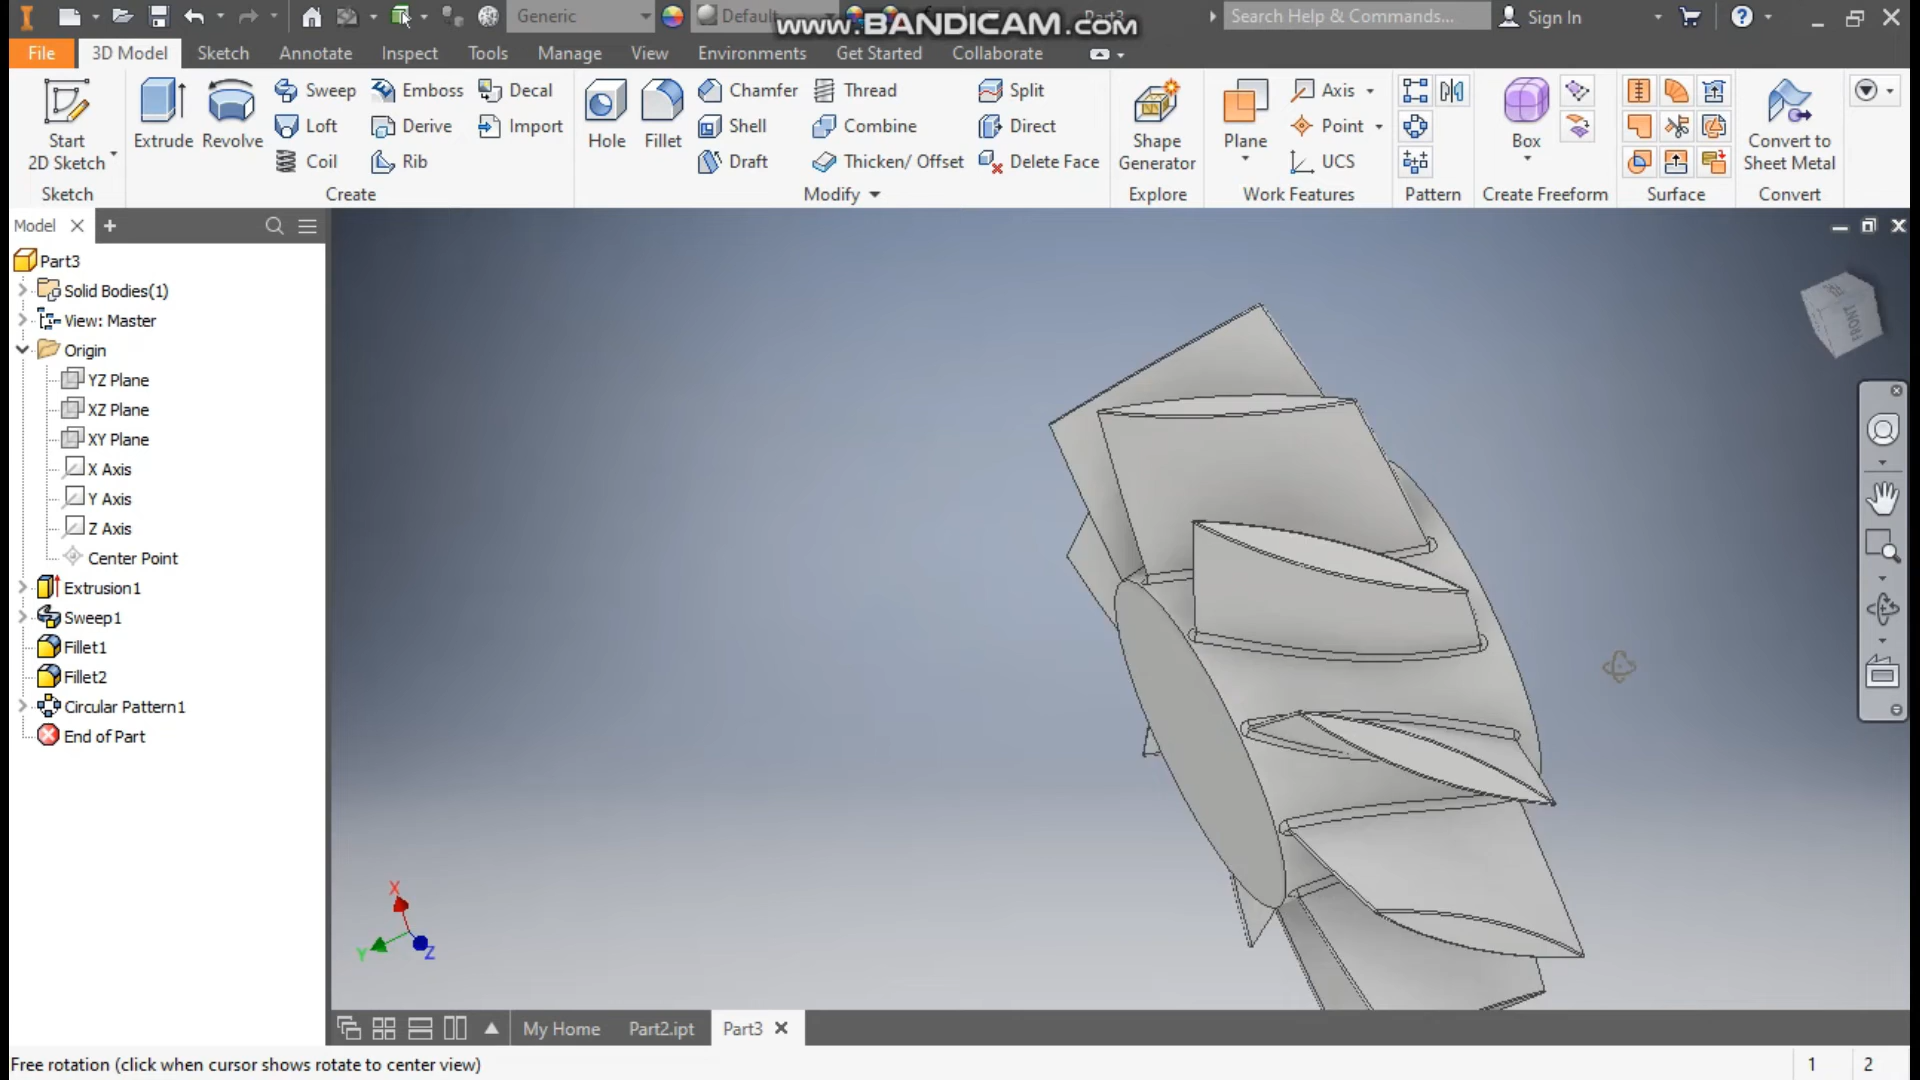 Generic
Default
www.BANDICAM.com
Search Help & Commands...
Sign In
File
3D Model
Sketch
Annotate
Inspect
Tools
Manage
View
Environments
Get Started
Collaborate
Start
2D Sketch
Sketch
Extrude
Revolve
Sweep
Loft
Coil
Emboss
Derive
Rib
Decal
Import
Create
Hole
Fillet
Chamfer
Shell
Draft
Thread
Combine
Thicken/ Offset
Split
Direct
Delete Face
Modify
Shape
Generator
Explore
Plane
Axis
Point
UCS
Work Features
Pattern
Box
Create Freeform
Surface
Convert to
Sheet Metal
Convert
Model
Part3
Solid Bodies(1)
View: Master
Origin
YZ Plane
XZ Plane
XY Plane
X Axis
Y Axis
Z Axis
Center Point
Extrusion1
Sweep1
Fillet1
Fillet2
Circular Pattern1
End of Part
FRONT
X
Y
Z
My Home
Part2.ipt
Part3
Free rotation (click when cursor shows rotate to center view)
1
2